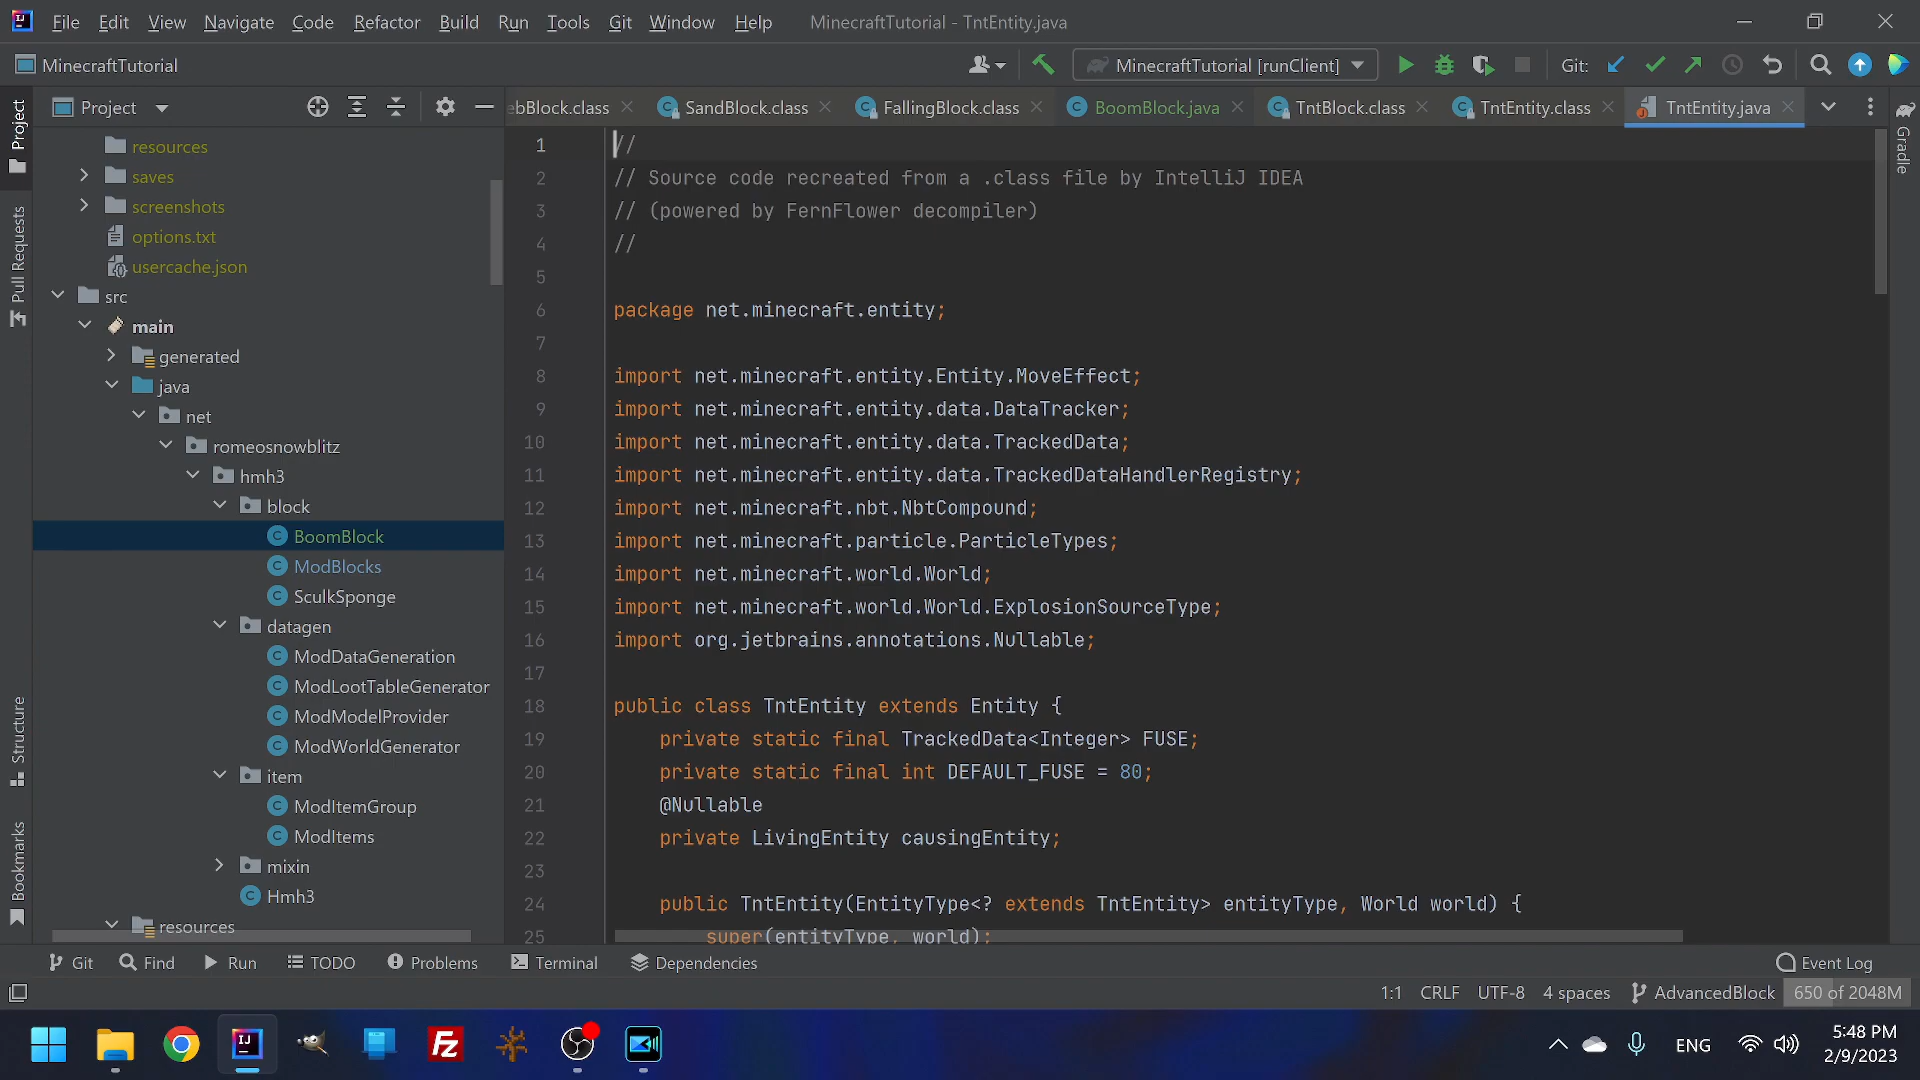 File Edit View Navigate Code Refactor Build Run Tools Git Window Help MinecraftTutorial - TntEntity.java
MinecraftTutorial
MinecraftTutorial [runClient]
Git:
Project
ebBlock.class SandBlock.class FallingBlock.class BoomBlock.java TntBlock.class TntEntity.class TntEntity.java
Project
Pull Requests
Structure
Bookmarks
Gradle
resources
saves
screenshots
options.txt
usercache.json
src
main
generated
java
net
romeosnowblitz
hmh3
block
BoomBlock
ModBlocks
SculkSponge
datagen
ModDataGeneration
ModLootTableGenerator
ModModelProvider
ModWorldGenerator
item
ModItemGroup
ModItems
mixin
Hmh3
resources
1 //
2 // Source code recreated from a .class file by IntelliJ IDEA
3 // (powered by FernFlower decompiler)
4 //
5
6 package net.minecraft.entity;
7
8 import net.minecraft.entity.Entity.MoveEffect;
9 import net.minecraft.entity.data.DataTracker;
10 import net.minecraft.entity.data.TrackedData;
11 import net.minecraft.entity.data.TrackedDataHandlerRegistry;
12 import net.minecraft.nbt.NbtCompound;
13 import net.minecraft.particle.ParticleTypes;
14 import net.minecraft.world.World;
15 import net.minecraft.world.World.ExplosionSourceType;
16 import org.jetbrains.annotations.Nullable;
17
18 public class TntEntity extends Entity {
19 private static final TrackedData<Integer> FUSE;
20 private static final int DEFAULT_FUSE = 80;
21 @Nullable
22 private LivingEntity causingEntity;
23
24 public TntEntity(EntityType<? extends TntEntity> entityType, World world) {
25 super(entityType, world);
Git Find Run TODO Problems Terminal Dependencies Event Log
1:1 CRLF UTF-8 4 spaces AdvancedBlock 650 of 2048M
ENG
5:48 PM
2/9/2023